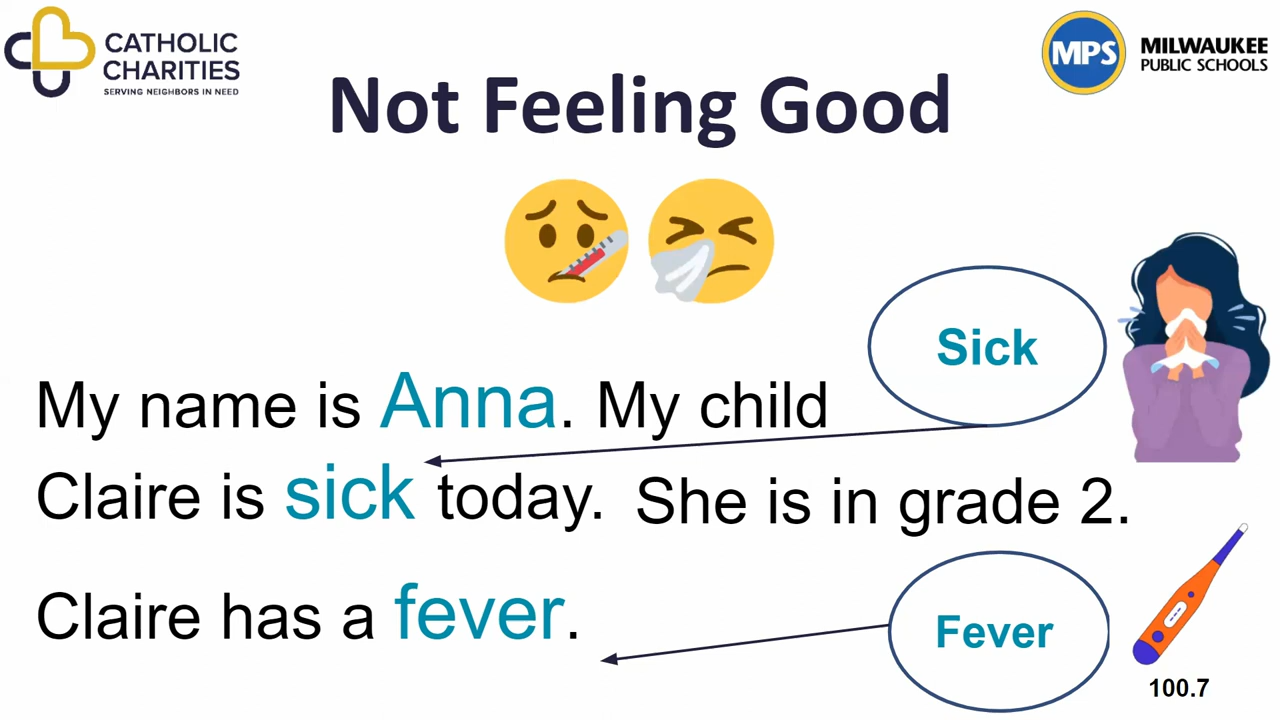 CATHOLIC
CHARITIES
SERVING NEIGHBORS IN NEED
MPS
MILWAUKEE
PUBLIC SCHOOLS
Not Feeling Good
Sick
My name is Anna. My child
Claire is sick today. She is in grade 2.
Claire has a fever.
Fever
100.7